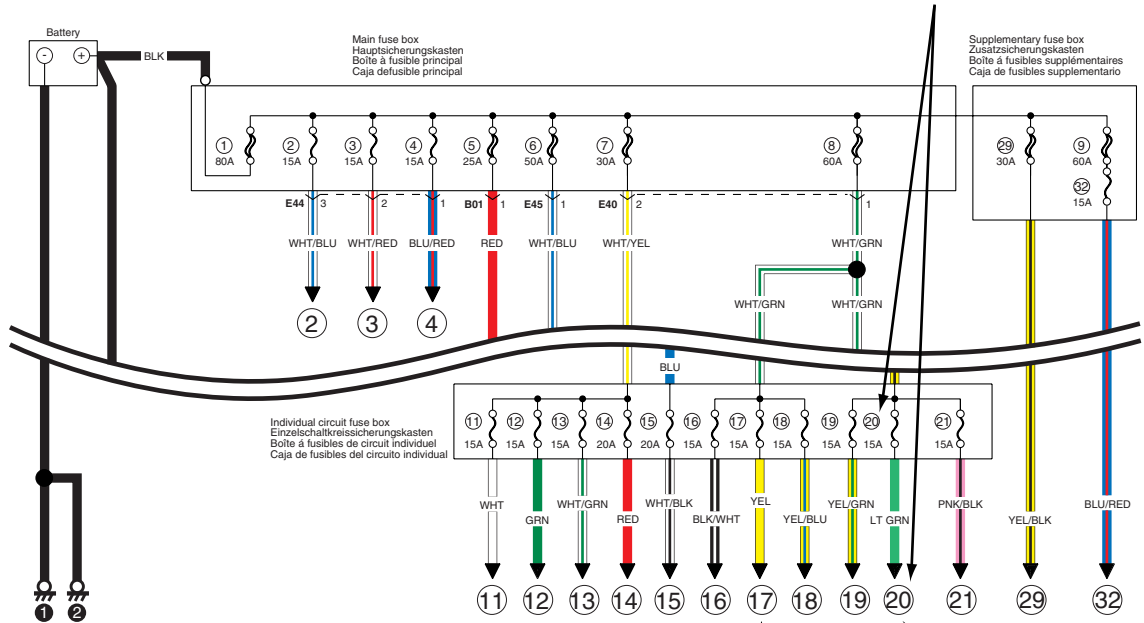 Battery
- +
BLK
Main fuse box
Hauptsicherungskasten
Boîte à fusible principal
Caja defusible principal
Supplementary fuse box
Zusatzsicherungskasten
Boîte á fusibles supplémentaires
Caja de fusibles supplementario
1 2 3 4 5 6 7 8 29 9
80A 15A 15A 15A 25A 50A 30A 60A 30A 60A
32
15A
E44 3 2 1 B01 1 E45 1 E40 2 1
WHT/BLU WHT/RED BLU/RED RED WHT/BLU WHT/YEL WHT/GRN
WHT/GRN WHT/GRN
2 3 4
BLU
Individual circuit fuse box
Einzelschaltkreissicherungskasten
Boîte á fusibles de circuit individuel
Caja de fusibles del circuito individual
11 12 13 14 15 16 17 18 19 20 21
15A 15A 15A 20A 20A 15A 15A 15A 15A 15A 15A
WHT WHT/GRN WHT/BLK YEL YEL/GRN PNK/BLK BLU/RED
GRN RED BLK/WHT YEL/BLU LT GRN YEL/BLK
11 12 13 14 15 16 17 18 19 20 21 29 32
1 2